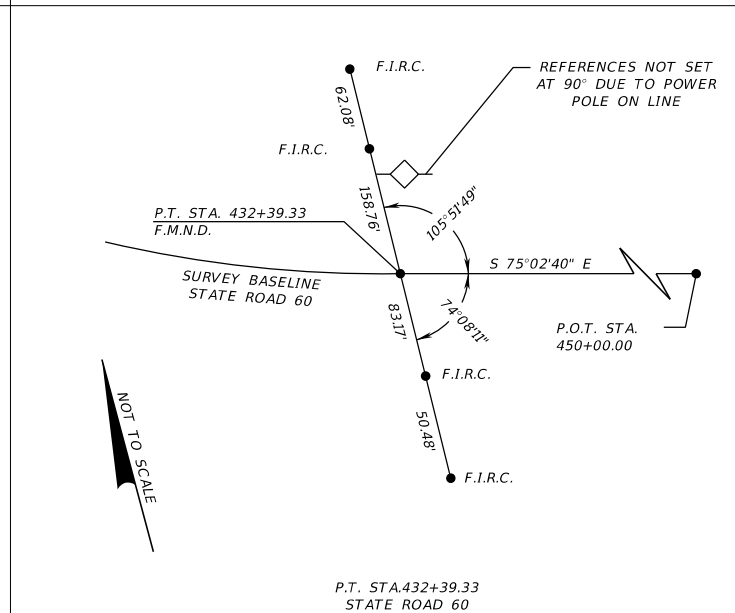 F.I.R.C.
REFERENCES NOT SET
AT 90° DUE TO POWER
POLE ON LINE
62.08'
F.I.R.C.
158.76'
105°51'49"
P.T. STA. 432+39.33
F.M.N.D.
S 75°02'40" E
SURVEY BASELINE
STATE ROAD 60
83.17'
74°08'11"
P.O.T. STA.
450+00.00
F.I.R.C.
NOT TO SCALE
50.48'
F.I.R.C.
P.T. STA.432+39.33
STATE ROAD 60